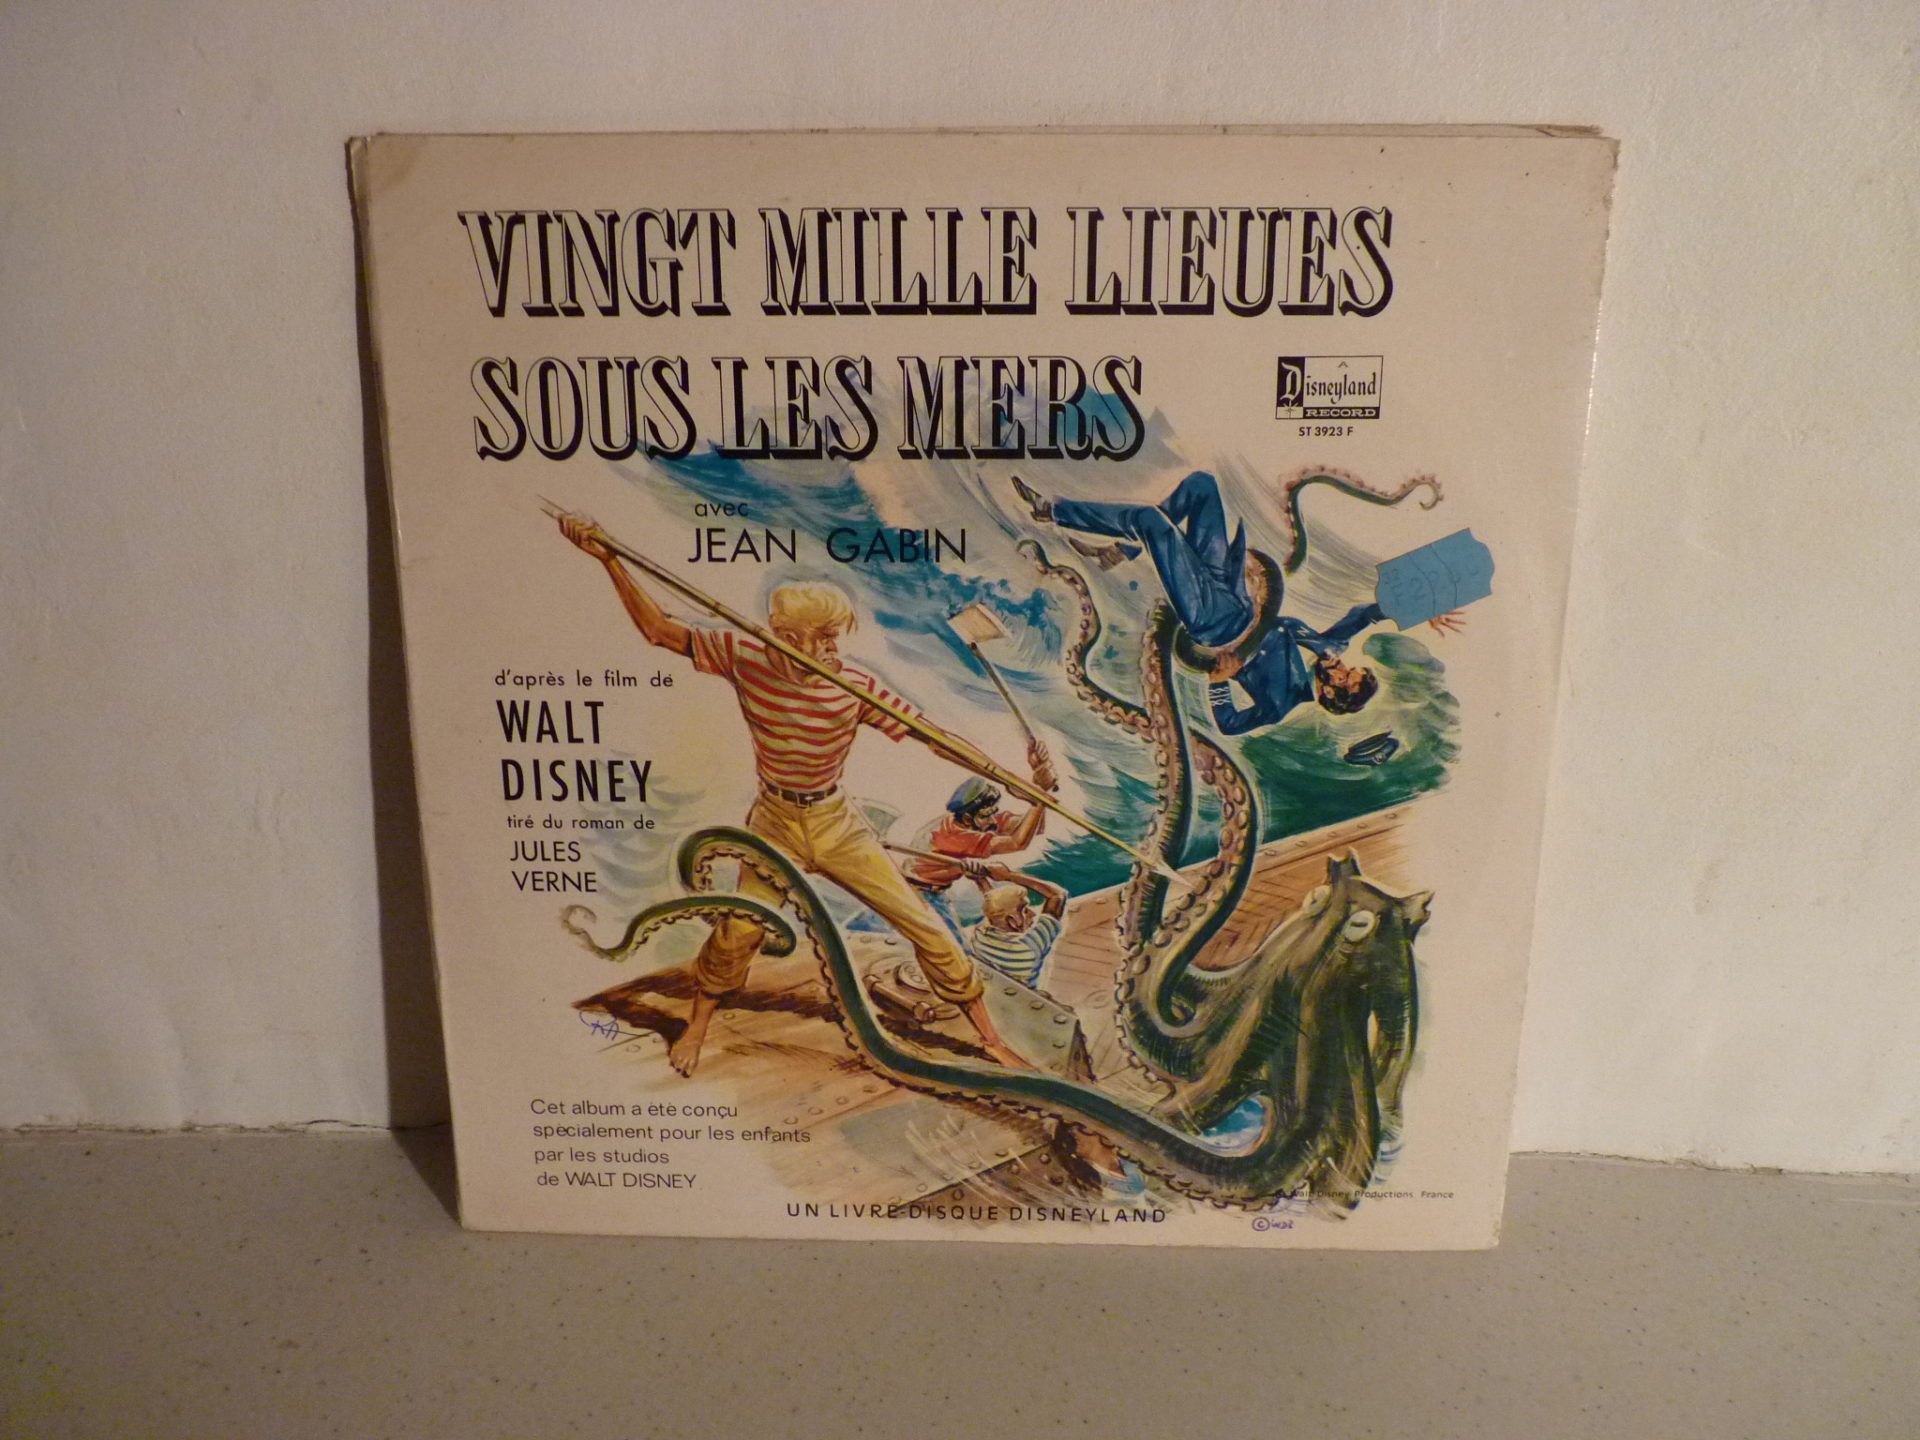 VINGT MILLE LIEUES
SOUS LES MERS
A
Disneyland
RECORD
ST 3923 F
avec
JEAN GABIN
d'après le film de
WALT
DISNEY
tiré du roman de
JULES
VERNE
Cet album a été conçu
spécialement pour les enfants
par les studios
de WALT DISNEY
Walt Disney Productions France
UN LIVRE-DISQUE DISNEYLAND